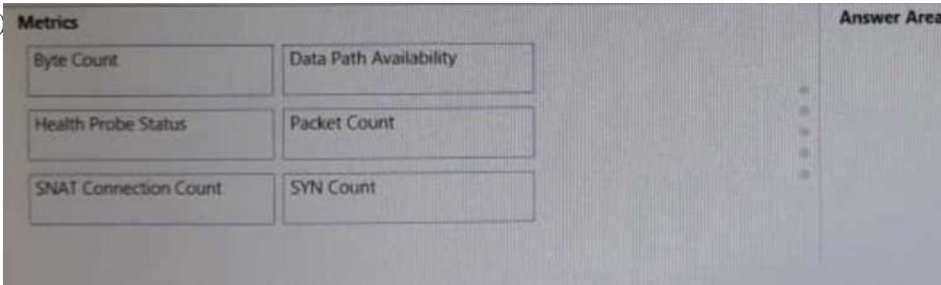 Metrics
Answer Area
Byte Count
Data Path Availability
Health Probe Status
Packet Count
SNAT Connection Count
SYN Count